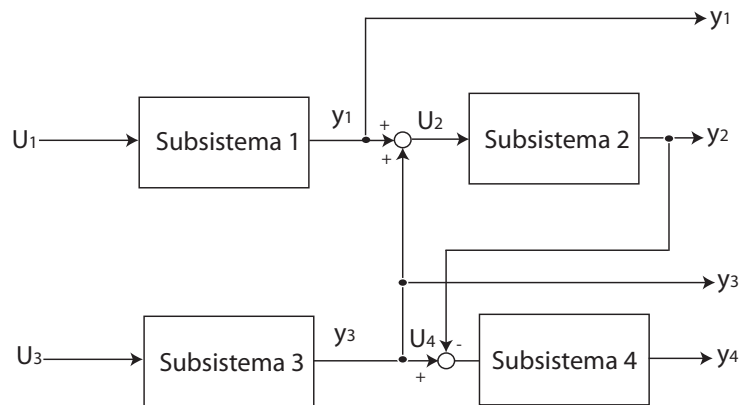 y1
U1
Subsistema 1
y1
+
+
U2
Subsistema 2
y2
y3
U3
Subsistema 3
y3
U4
+
-
Subsistema 4
y4